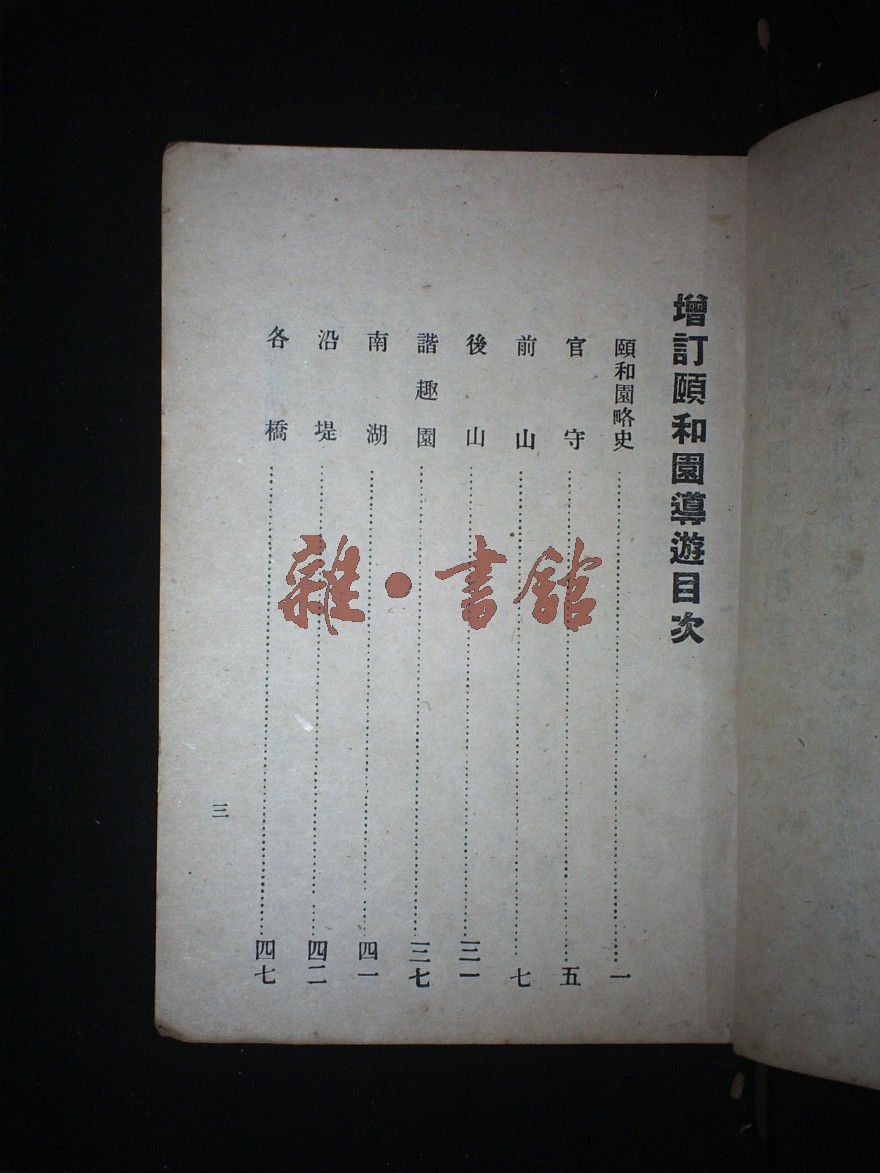 增訂頤和園導遊目次
頤和園略史……一
官守……五
前山……七
後山……三一
諧趣園……三七
南湖……四一
沿堤……四二
各橋……四七
三
雜·書館